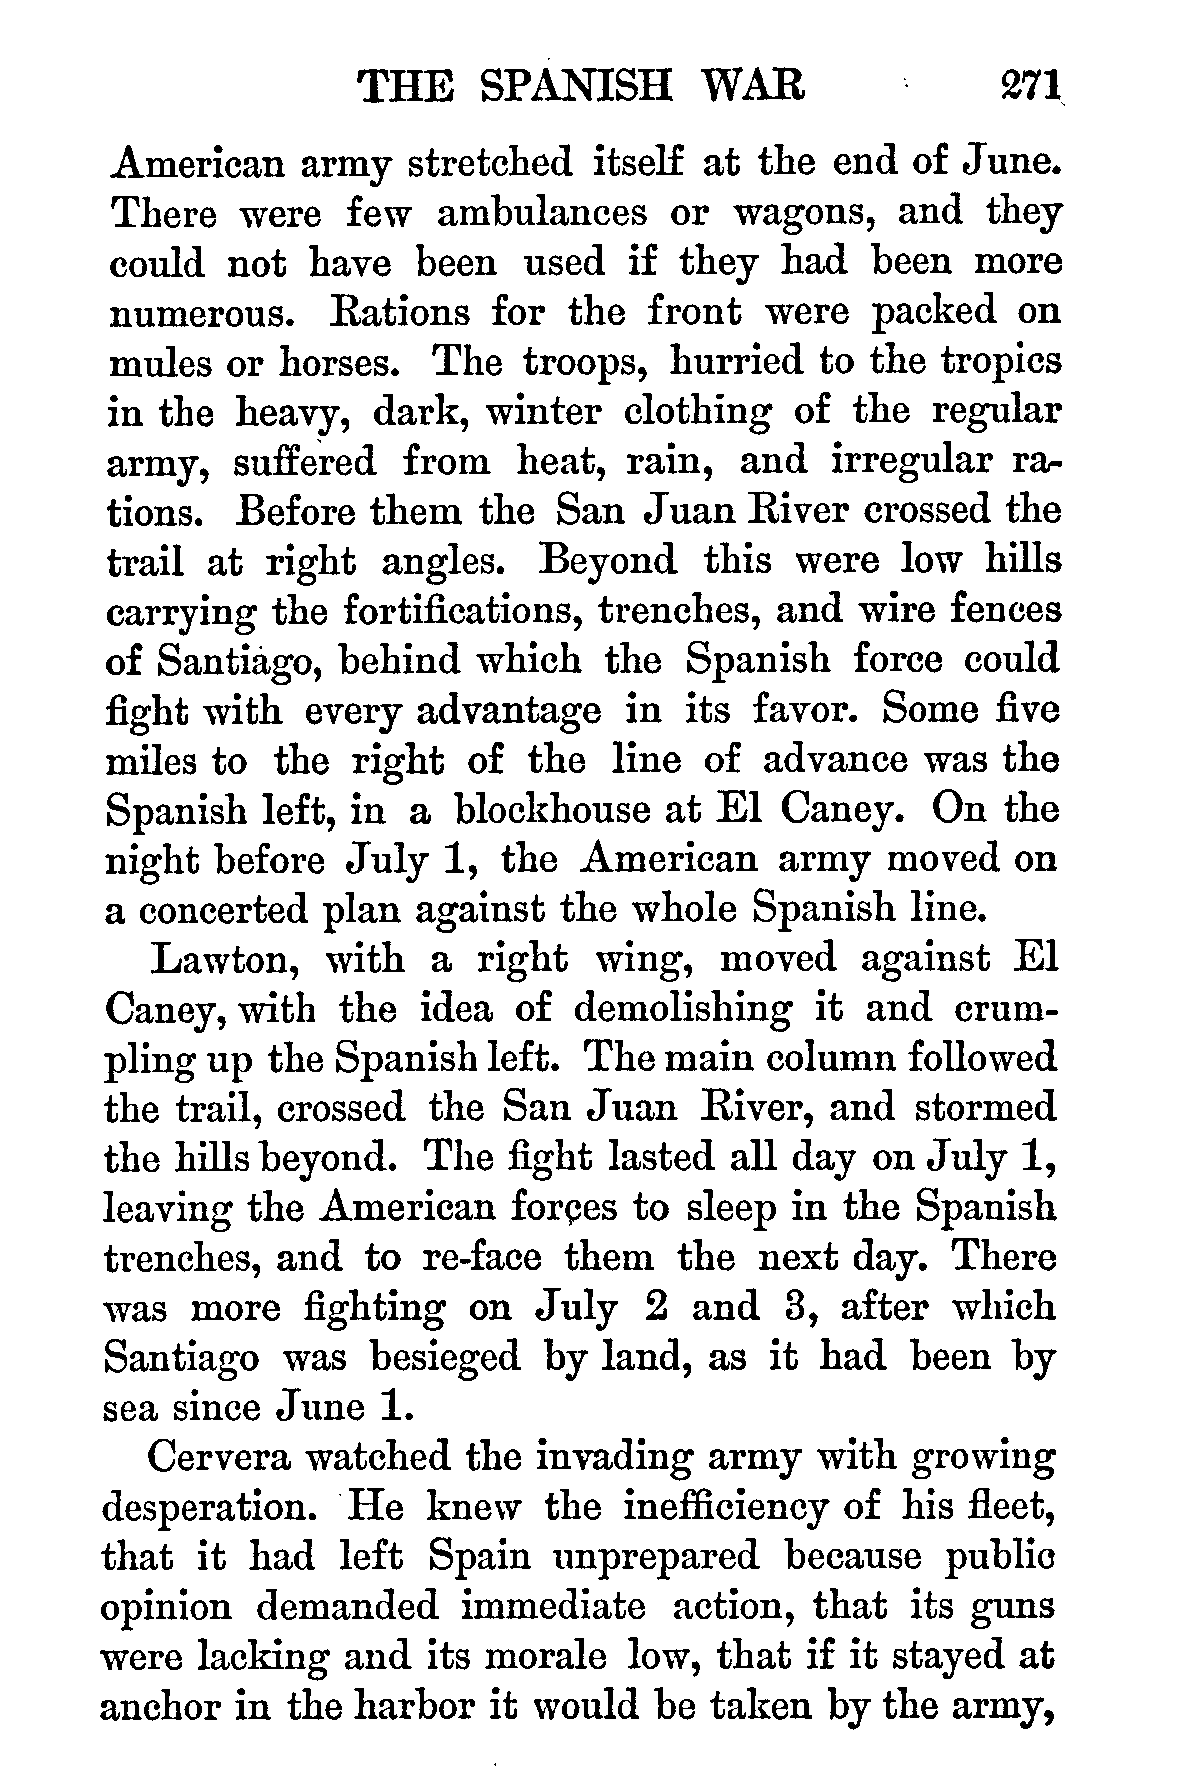 THE SPANISH WAR 271
American army stretched itself at the end of June.
There were few ambulances or wagons, and they
could not have been used if they had been more
numerous. Rations for the front were packed on
mules or horses. The troops, hurried to the tropics
in the heavy, dark, winter clothing of the regular
army, suffered from heat, rain, and irregular ra-
tions. Before them the San Juan River crossed the
trail at right angles. Beyond this were low hills
carrying the fortifications, trenches, and wire fences
of Santiago, behind which the Spanish force could
fight with every advantage in its favor. Some five
miles to the right of the line of advance was the
Spanish left, in a blockhouse at El Caney. On the
night before July 1, the American army moved on
a concerted plan against the whole Spanish line.
Lawton, with a right wing, moved against El
Caney, with the idea of demolishing it and crum-
pling up the Spanish left. The main column followed
the trail, crossed the San Juan River, and stormed
the hills beyond. The fight lasted all day on July 1,
leaving the American forces to sleep in the Spanish
trenches, and to re-face them the next day. There
was more fighting on July 2 and 3, after which
Santiago was besieged by land, as it had been by
sea since June 1.
Cervera watched the invading army with growing
desperation. He knew the inefficiency of his fleet,
that it had left Spain unprepared because public
opinion demanded immediate action, that its guns
were lacking and its morale low, that if it stayed at
anchor in the harbor it would be taken by the army,